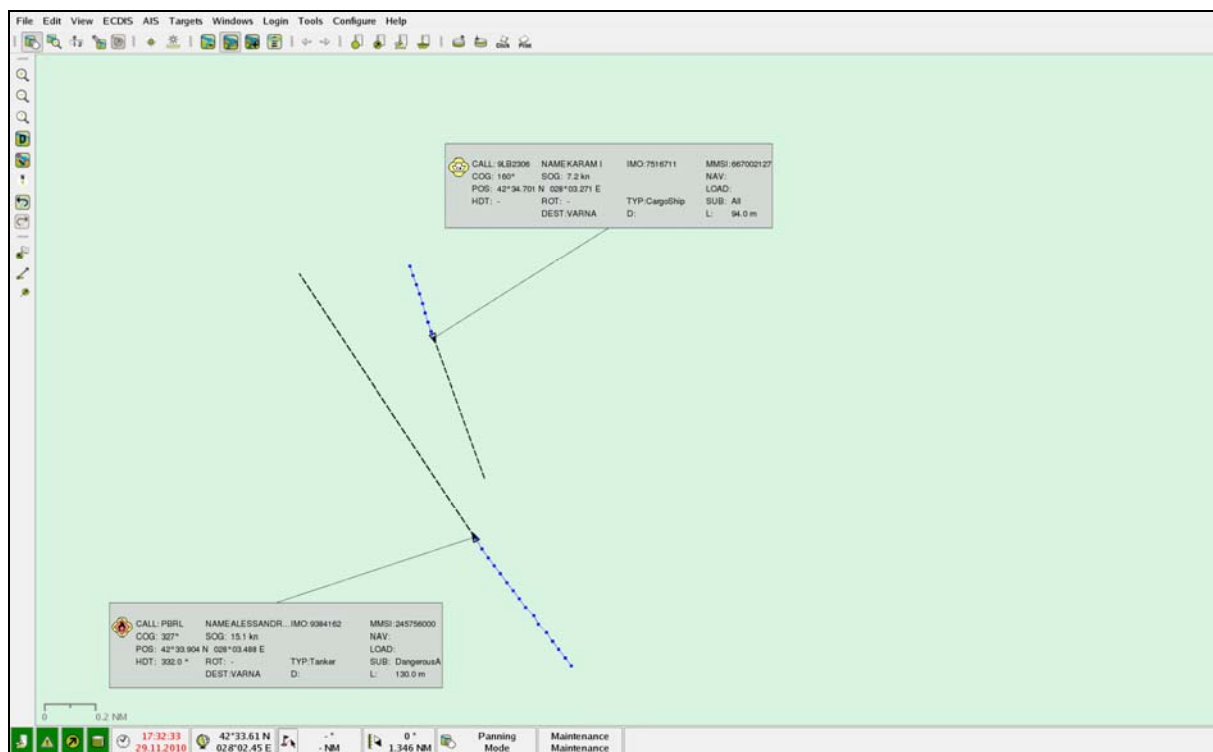 File Edit View ECDIS AIS Targets Windows Login Tools Configure Help
CALL: 9LB2306 NAME:KARAM I IMO:7516711 MMSI:667002127
COG: 160° SOG: 7.2 kn NAV:
POS: 42°34.701 N 028°03.271 E LOAD:
HDT: - ROT: - TYP:CargoShip SUB: All
DEST:VARNA D: L: 94.0 m
CALL: PBRL NAME:ALESSANDR... IMO:9384162 MMSI:245756000
COG: 327° SOG: 15.1 kn NAV:
POS: 42°33.904 N 028°03.488 E LOAD:
HDT: 332.0 ° ROT: - TYP:Tanker SUB: DangerousA
DEST:VARNA D: L: 130.0 m
0 0.2 NM
17:32:33 42°33.61 N - ° 0 ° Panning Maintenance
29.11.2010 028°02.45 E - NM 1.346 NM Mode Maintenance